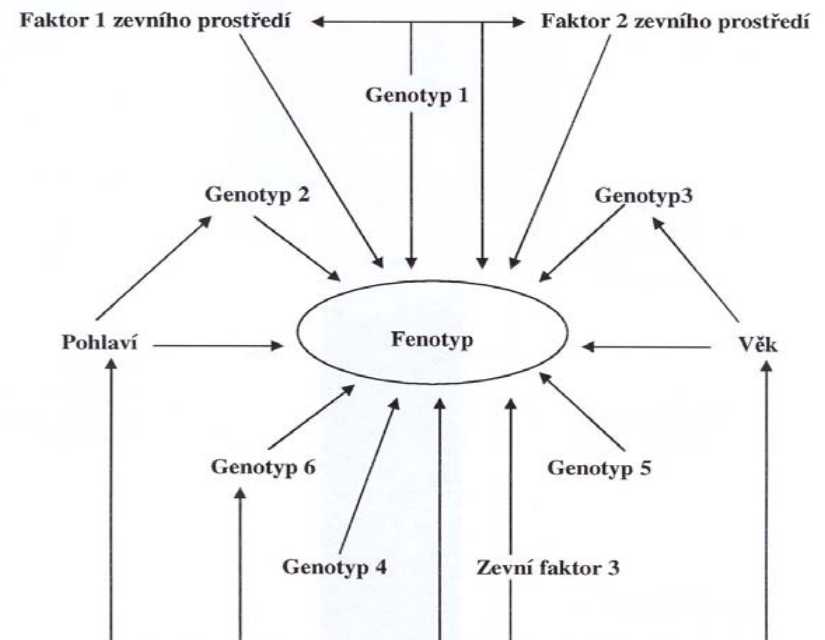 Faktor 1 zevního prostředí
Faktor 2 zevního prostředí
Genotyp 1
Genotyp 2
Genotyp3
Pohlaví
Fenotyp
Věk
Genotyp 6
Genotyp 5
Genotyp 4
Zevní faktor 3